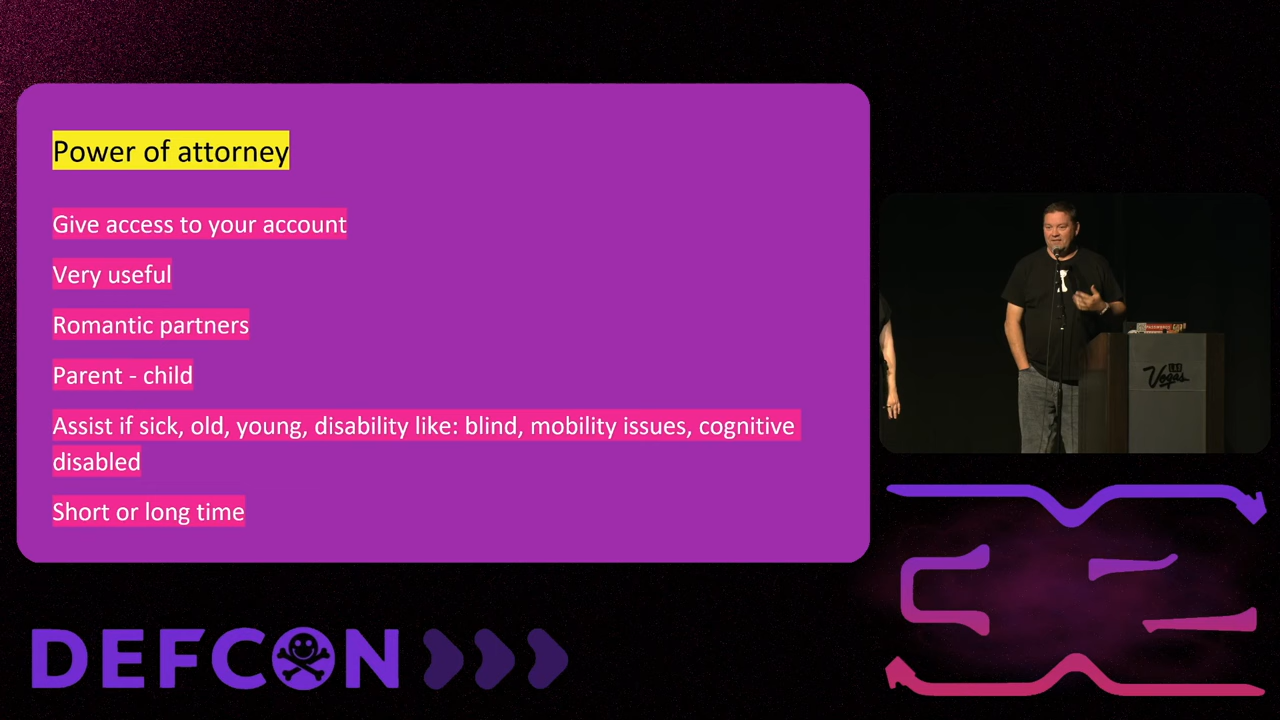 Power of attorney
Give access to your account
Very useful
Romantic partners
Parent - child
Assist if sick, old, young, disability like: blind, mobility issues, cognitive
disabled
Short or long time
Vegas
DEFCON